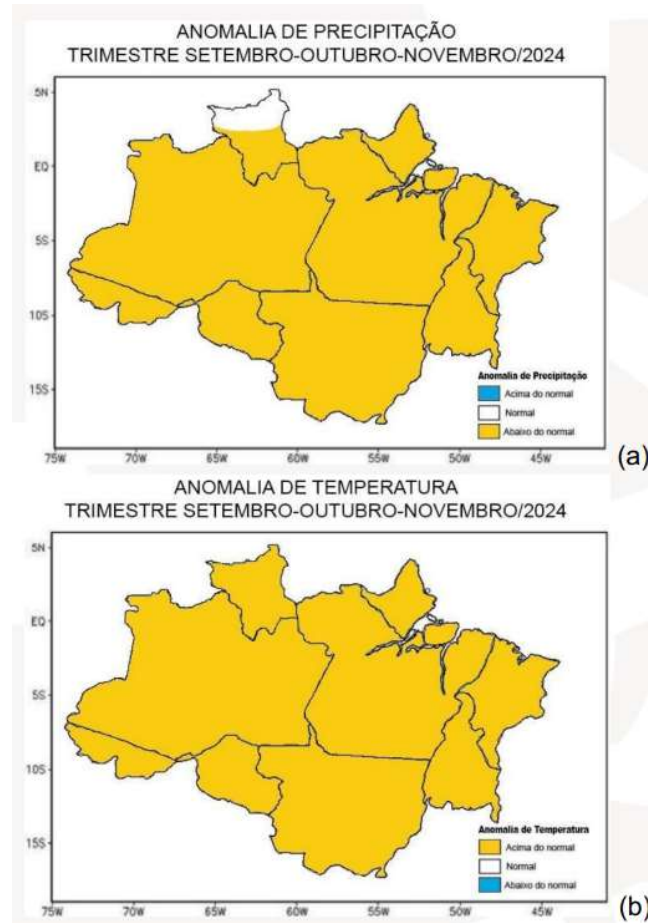 ANOMALIA DE PRECIPITAÇÃO
TRIMESTRE SETEMBRO-OUTUBRO-NOVEMBRO/2024
5N
EQ
5S
10S
15S
75W 70W 65W 60W 55W 50W 45W
Anomalia de Precipitação
Acima do normal
Normal
Abaixo do normal
(a)
ANOMALIA DE TEMPERATURA
TRIMESTRE SETEMBRO-OUTUBRO-NOVEMBRO/2024
5N
EQ
5S
10S
15S
75W 70W 65W 60W 55W 50W 45W
Anomalia de Temperatura
Acima do normal
Normal
Abaixo do normal
(b)